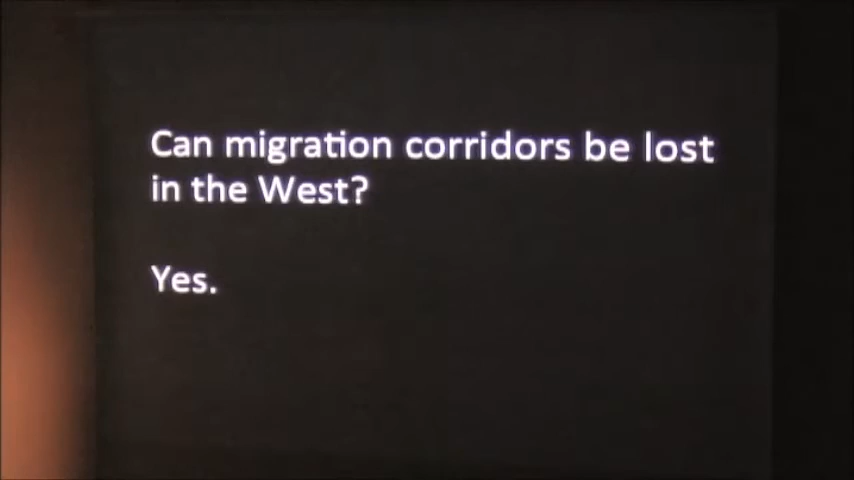 Can migration corridors be lost
in the West?
Yes.